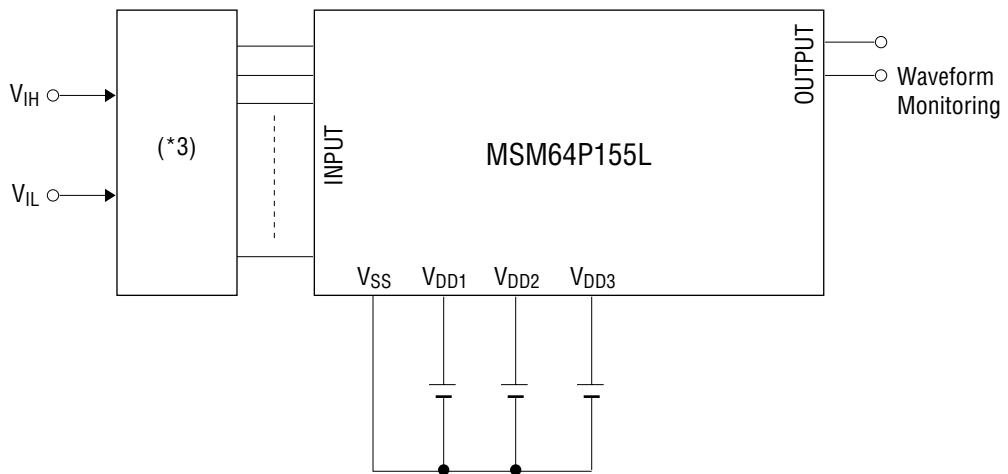 V_IH
V_IL
(*3)
INPUT
MSM64P155L
OUTPUT
Waveform
Monitoring
V_SS V_DD1 V_DD2 V_DD3